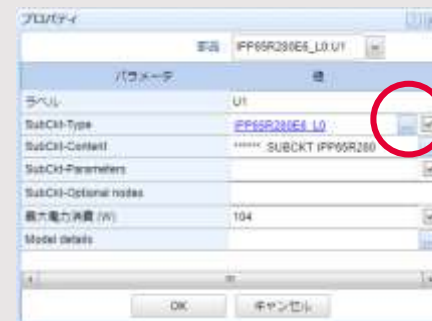 プロパティ
部品 IPP65R280E6_L0.U1
パラメータ 値
ラベル U1
SubCkt-Type IPP65R280E6_L0
SubCkt-Content ****** SUBCKT IPP65R280
SubCkt-Parameters
SubCkt-Optional nodes
最大電力消費 (W) 104
Model details
OK キャンセル